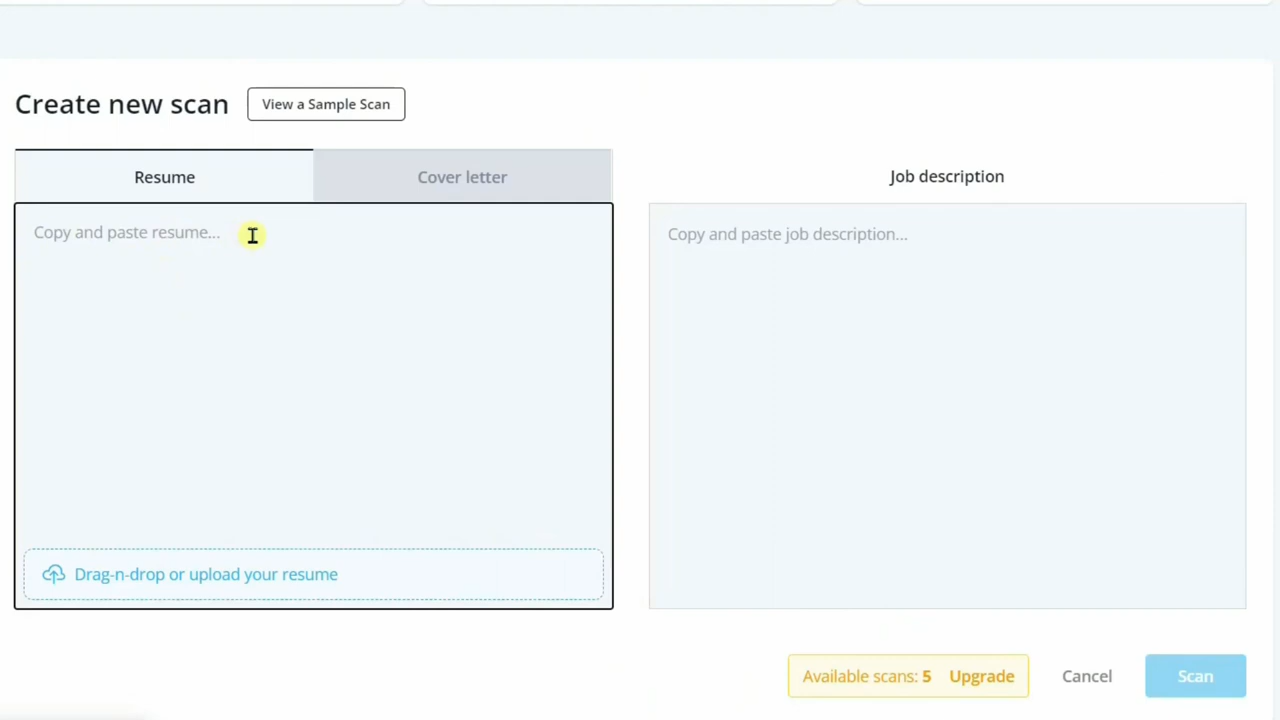 Create new scan
View a Sample Scan
Resume
Cover letter
Job description
Copy and paste resume...
Copy and paste job description...
Drag-n-drop or upload your resume
Available scans: 5 Upgrade
Cancel
Scan